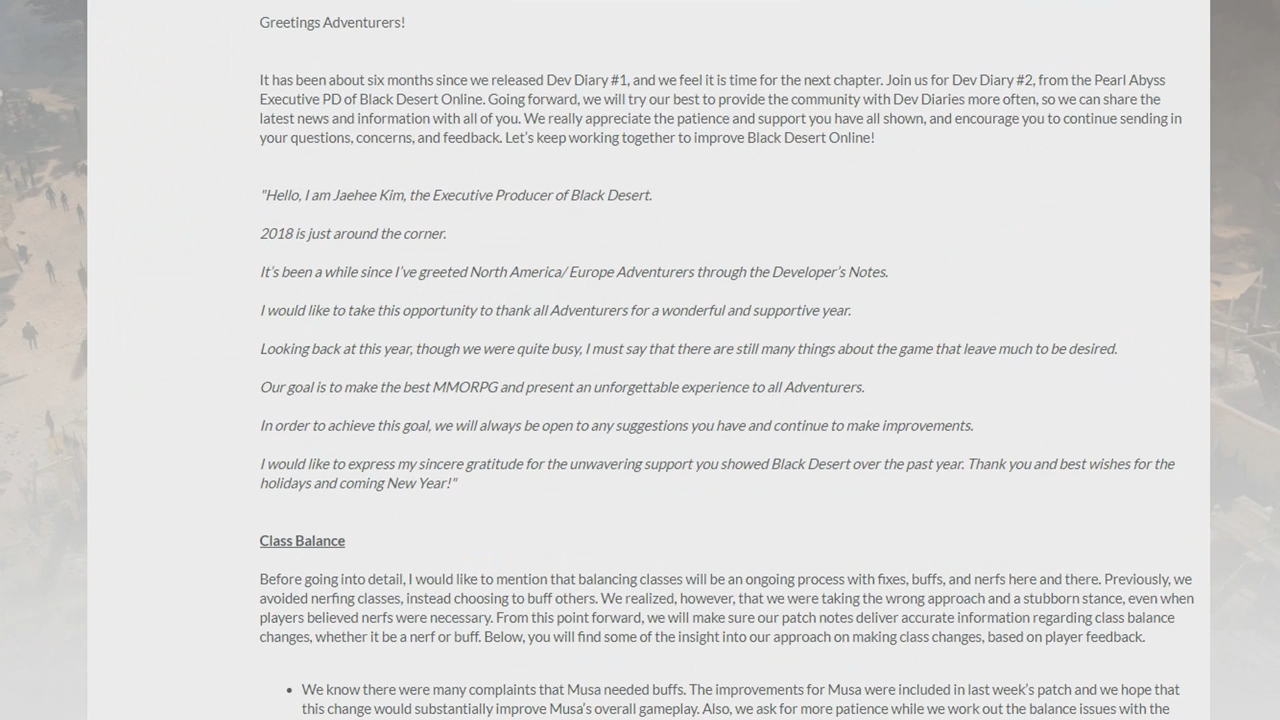 Greetings Adventurers!
It has been about six months since we released Dev Diary #1, and we feel it is time for the next chapter. Join us for Dev Diary #2, from the Pearl Abyss
Executive PD of Black Desert Online. Going forward, we will try our best to provide the community with Dev Diaries more often, so we can share the
latest news and information with all of you. We really appreciate the patience and support you have all shown, and encourage you to continue sending in
your questions, concerns, and feedback. Let’s keep working together to improve Black Desert Online!
"Hello, I am Jaehee Kim, the Executive Producer of Black Desert.
2018 is just around the corner.
It’s been a while since I’ve greeted North America/ Europe Adventurers through the Developer’s Notes.
I would like to take this opportunity to thank all Adventurers for a wonderful and supportive year.
Looking back at this year, though we were quite busy, I must say that there are still many things about the game that leave much to be desired.
Our goal is to make the best MMORPG and present an unforgettable experience to all Adventurers.
In order to achieve this goal, we will always be open to any suggestions you have and continue to make improvements.
I would like to express my sincere gratitude for the unwavering support you showed Black Desert over the past year. Thank you and best wishes for the
holidays and coming New Year!"
Class Balance
Before going into detail, I would like to mention that balancing classes will be an ongoing process with fixes, buffs, and nerfs here and there. Previously, we
avoided nerfing classes, instead choosing to buff others. We realized, however, that we were taking the wrong approach and a stubborn stance, even when
players believed nerfs were necessary. From this point forward, we will make sure our patch notes deliver accurate information regarding class balance
changes, whether it be a nerf or buff. Below, you will find some of the insight into our approach on making class changes, based on player feedback.
• We know there were many complaints that Musa needed buffs. The improvements for Musa were included in last week’s patch and we hope that
this change would substantially improve Musa’s overall gameplay. Also, we ask for more patience while we work out the balance issues with the